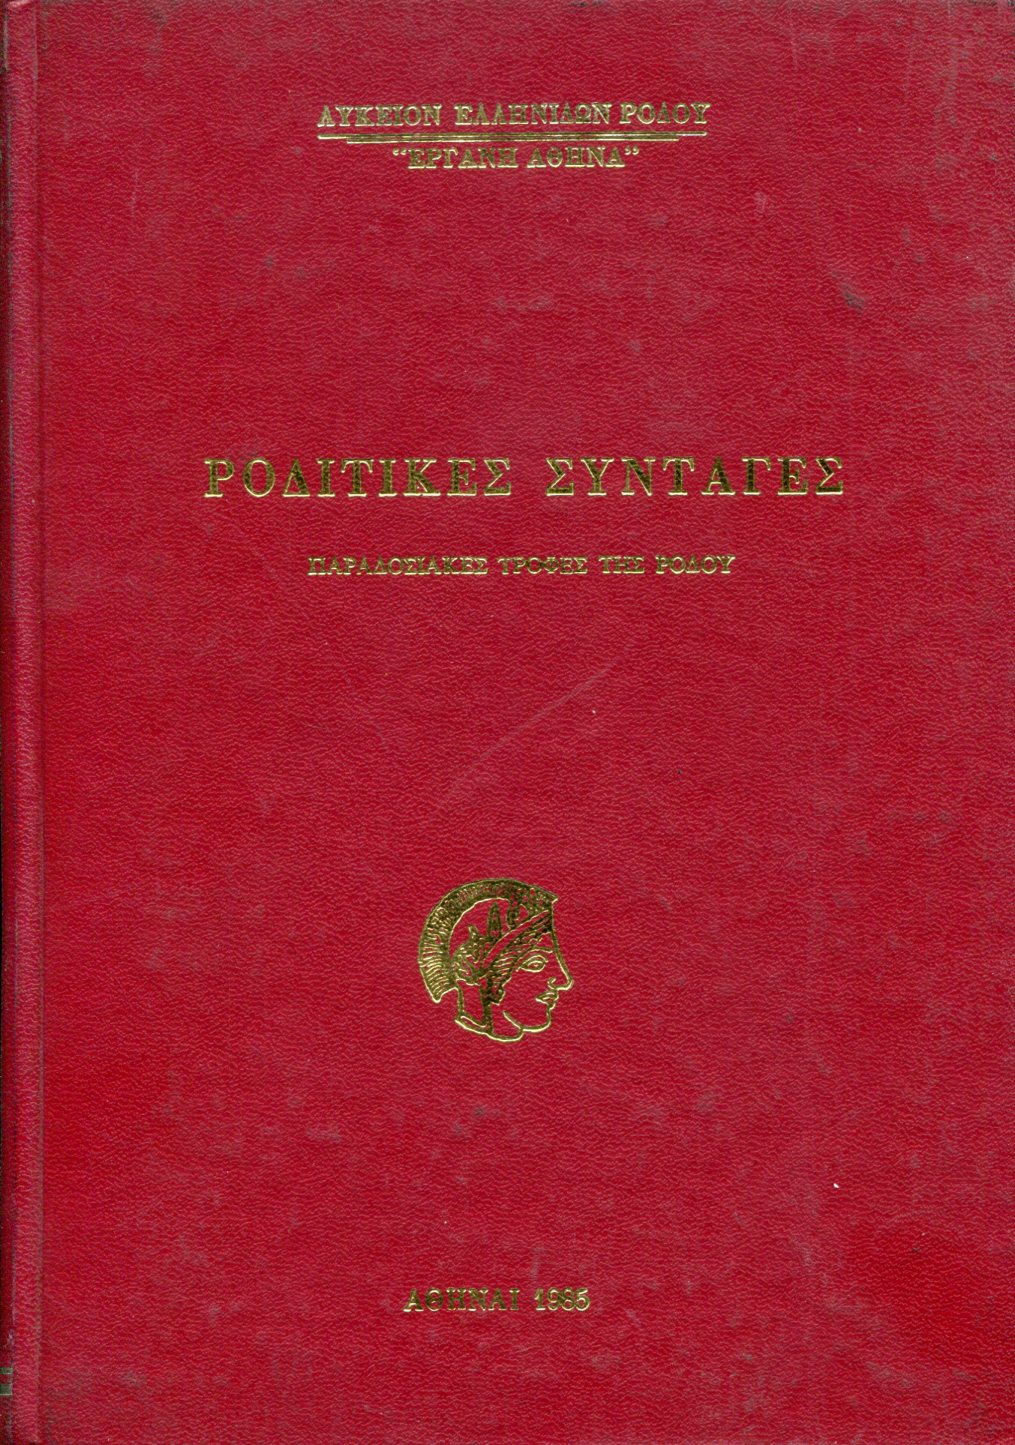 ΛΥΚΕΙΟΝ ΕΛΛΗΝΙΔΩΝ ΡΟΔΟΥ
"ΕΡΓΑΝΗ ΑΘΗΝΑ"
ΡΟΔΙΤΙΚΕΣ ΣΥΝΤΑΓΕΣ
ΠΑΡΑΔΟΣΙΑΚΕΣ ΤΡΟΦΕΣ ΤΗΣ ΡΟΔΟΥ
ΑΘΗΝΑΙ 1985